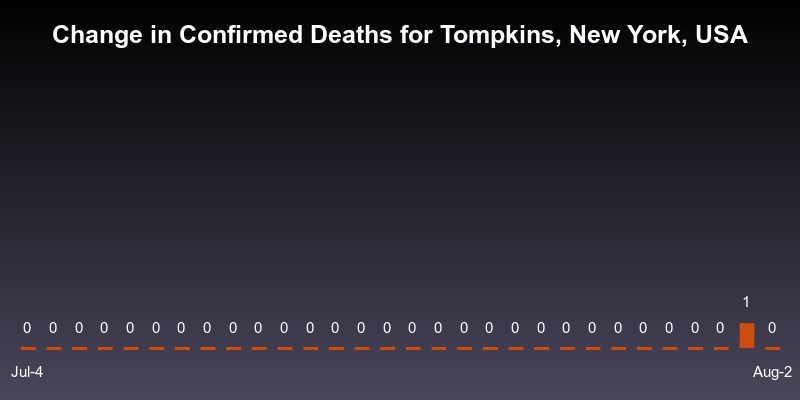 Change in Confirmed Deaths for Tompkins, New York, USA
1
0 0 0 0 0 0 0 0 0 0 0 0 0 0 0 0 0 0 0 0 0 0 0 0 0 0 0 0 0
Jul-4 Aug-2